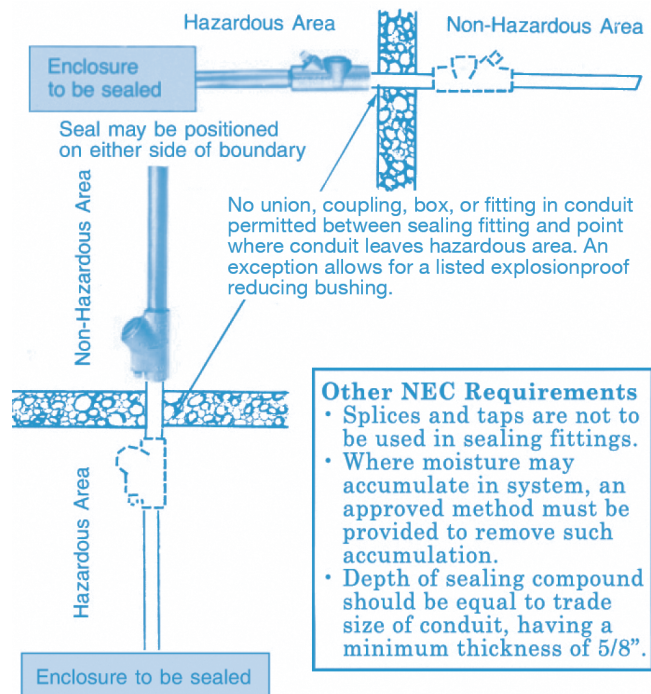 Hazardous Area
Non-Hazardous Area
Enclosure
to be sealed
Seal may be positioned
on either side of boundary
Non-Hazardous Area
No union, coupling, box, or fitting in conduit
permitted between sealing fitting and point
where conduit leaves hazardous area. An
exception allows for a listed explosionproof
reducing bushing.
Hazardous Area
Enclosure to be sealed
Other NEC Requirements
• Splices and taps are not to
be used in sealing fittings.
• Where moisture may
accumulate in system, an
approved method must be
provided to remove such
accumulation.
• Depth of sealing compound
should be equal to trade
size of conduit, having a
minimum thickness of 5/8”.